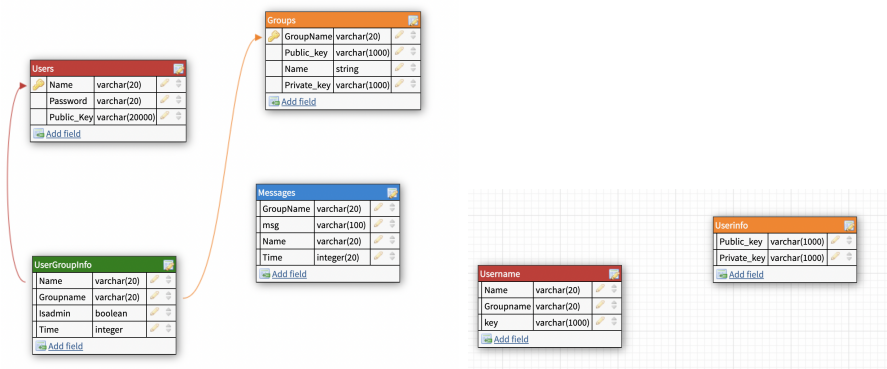 Groups
GroupName varchar(20)
Public_key varchar(1000)
Name string
Private_key varchar(1000)
Add field
Users
Name varchar(20)
Password varchar(20)
Public_Key varchar(20000)
Add field
Messages
GroupName varchar(20)
msg varchar(100)
Name varchar(20)
Time integer(20)
Add field
UserGroupInfo
Name varchar(20)
Groupname varchar(20)
Isadmin boolean
Time integer
Add field
Userinfo
Public_key varchar(1000)
Private_key varchar(1000)
Add field
Username
Name varchar(20)
Groupname varchar(20)
key varchar(1000)
Add field